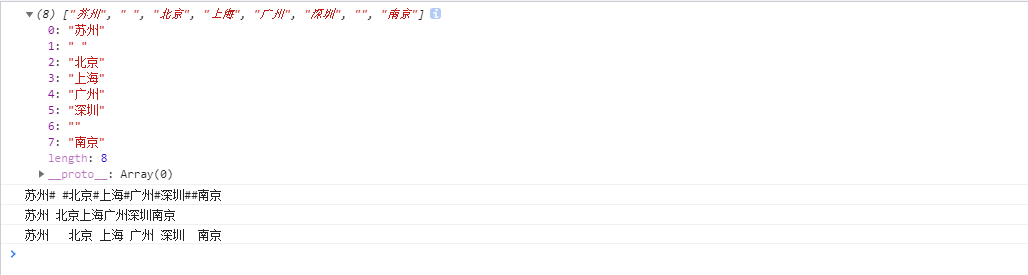 ▼(8) ["苏州", " ", "北京", "上海", "广州", "深圳", "", "南京"] i
0: "苏州"
1: " "
2: "北京"
3: "上海"
4: "广州"
5: "深圳"
6: ""
7: "南京"
length: 8
▶__proto__: Array(0)
苏州# #北京#上海#广州#深圳##南京
苏州 北京上海广州深圳南京
苏州   北京 上海 广州 深圳  南京
>